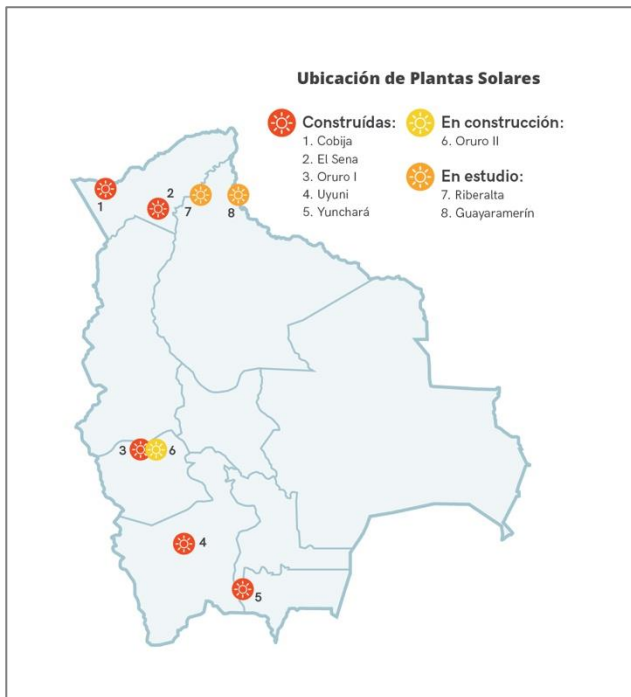 Ubicación de Plantas Solares
Construídas:
1. Cobija
2. El Sena
3. Oruro I
4. Uyuni
5. Yunchará
En construcción:
6. Oruro II
En estudio:
7. Riberalta
8. Guayaramerín
1
2
7
8
3
6
4
5